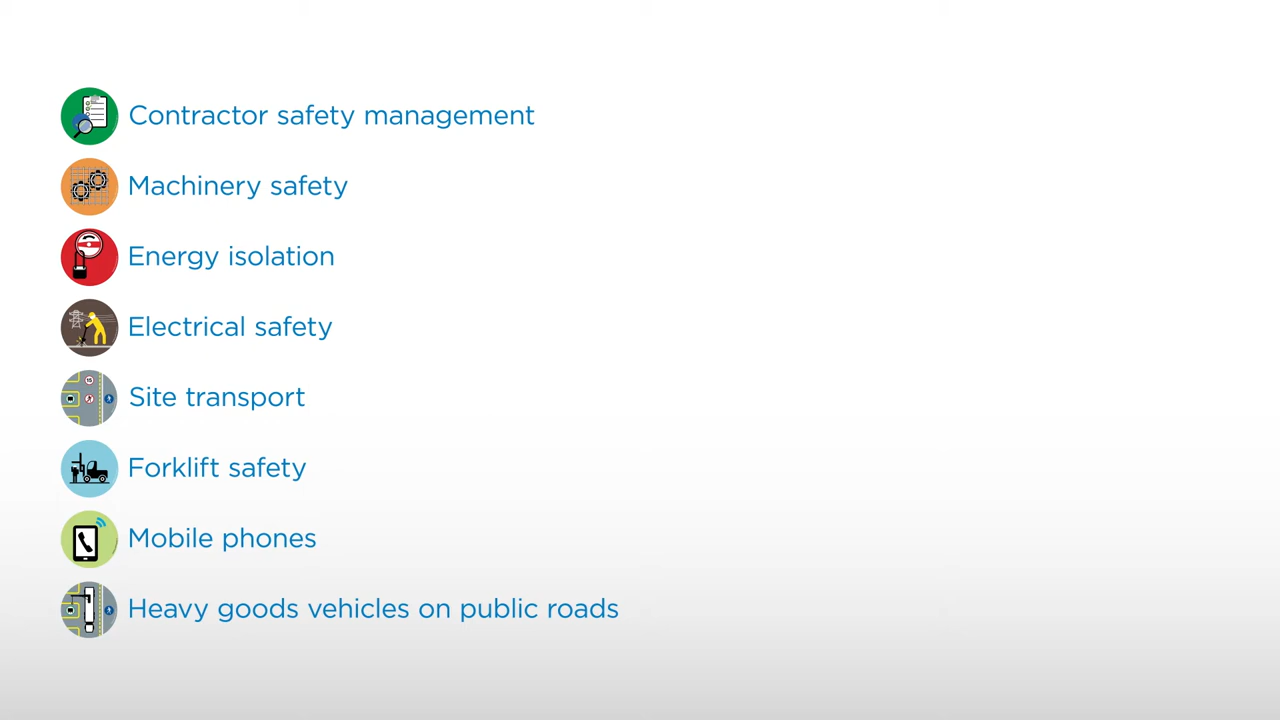 Contractor safety management
Machinery safety
Energy isolation
Electrical safety
Site transport
Forklift safety
Mobile phones
Heavy goods vehicles on public roads